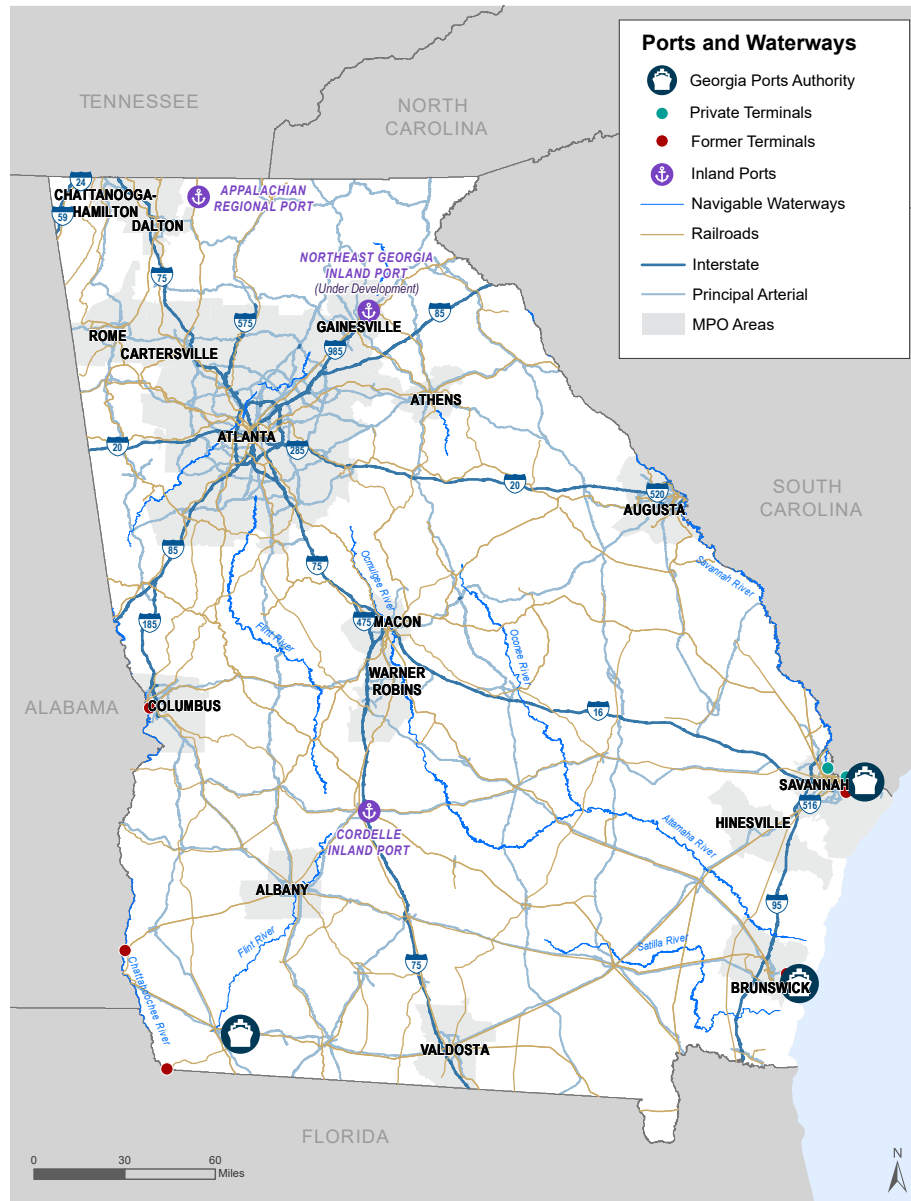 Ports and Waterways
Georgia Ports Authority
Private Terminals
Former Terminals
Inland Ports
Navigable Waterways
Railroads
Interstate
Principal Arterial
MPO Areas
TENNESSEE
NORTH
CAROLINA
24
CHATTANOOGA-
HAMILTON
59
DALTON
APPALACHIAN
REGIONAL PORT
75
NORTHEAST GEORGIA
INLAND PORT
(Under Development)
GAINESVILLE
85
575
985
ROME
CARTERSVILLE
ATHENS
ATLANTA
20
285
20
520
AUGUSTA
SOUTH
CAROLINA
85
75
Ocmulgee River
Savannah River
185
Flint River
475
MACON
Oconee River
WARNER
ROBINS
ALABAMA
COLUMBUS
16
SAVANNAH
516
HINESVILLE
CORDELLE
INLAND PORT
Altamaha River
ALBANY
95
Flint River
Satilla River
75
Chattahoochee River
BRUNSWICK
VALDOSTA
FLORIDA
0
30
60
Miles
N